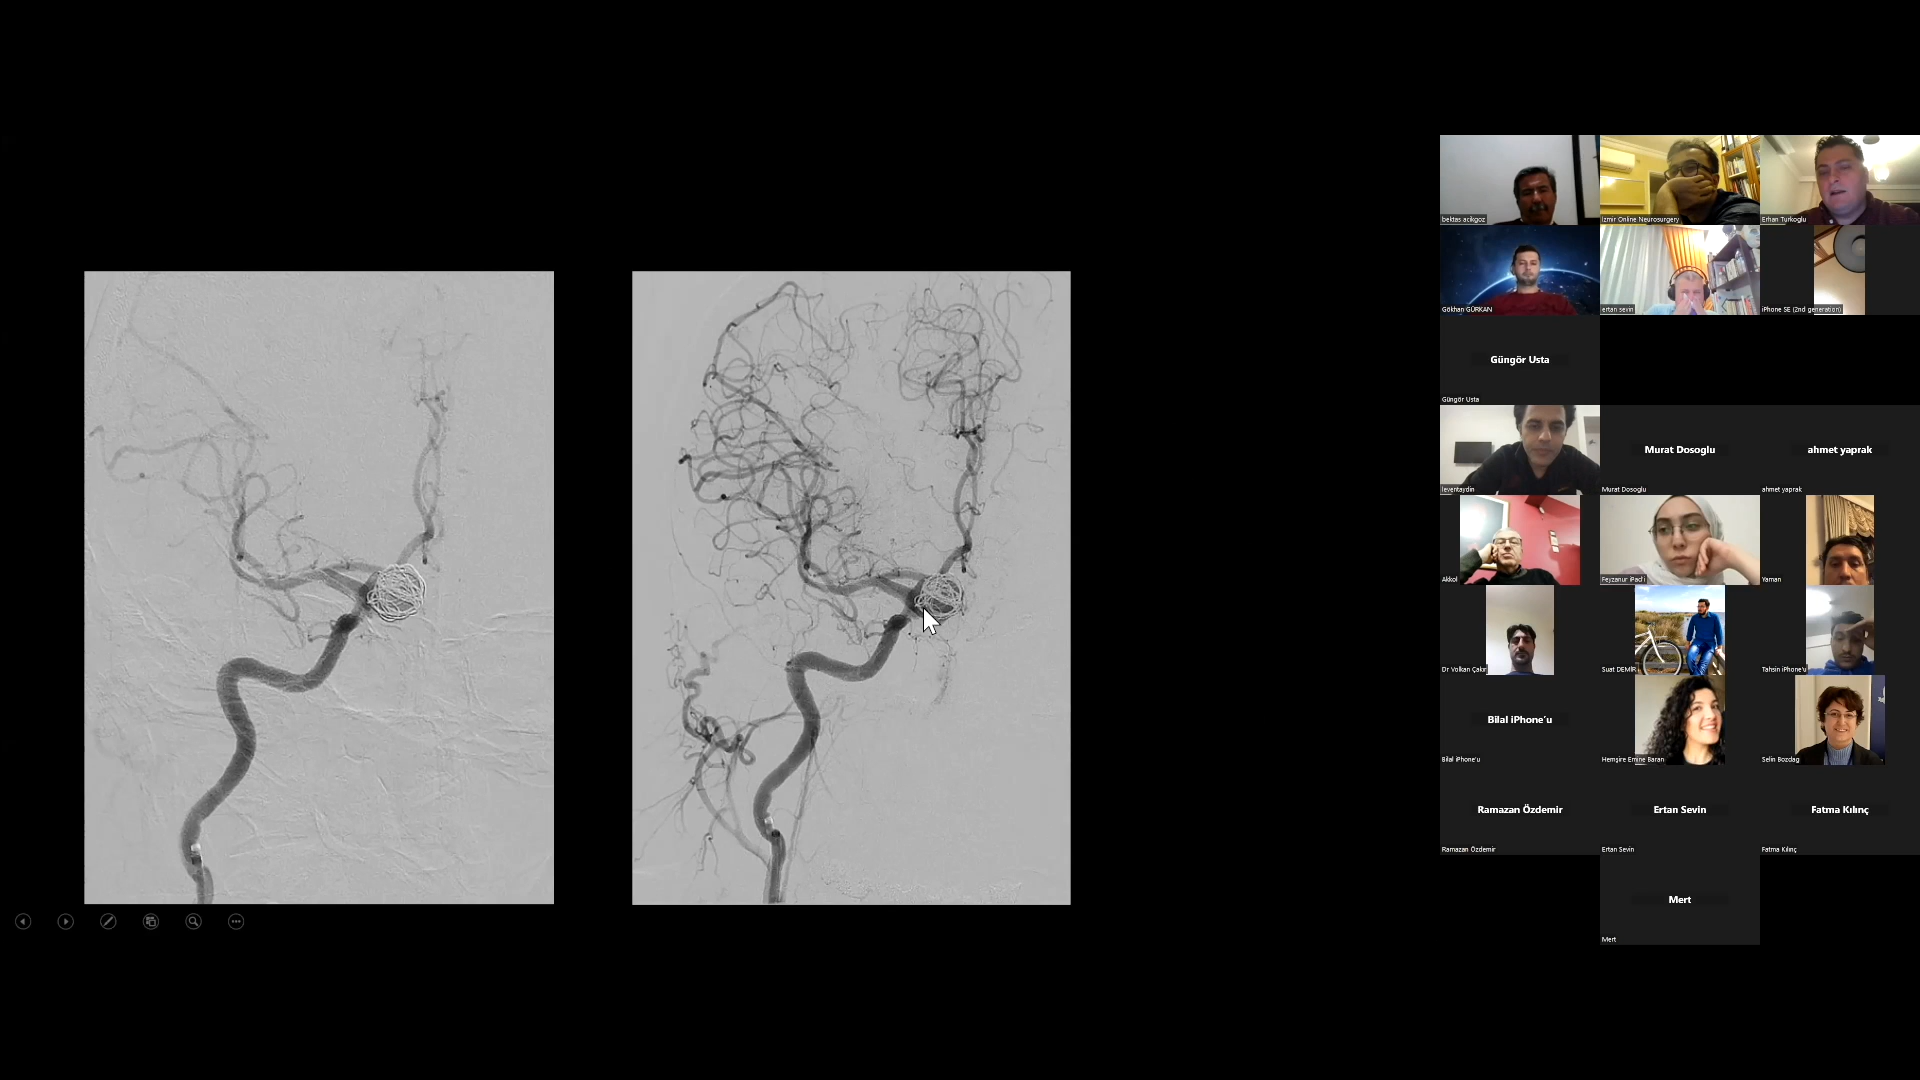 bektas acikgoz
Izmir Online Neurosurgery
Erhan Turkoglu
Gökhan GÜRKAN
ertan sevin
iPhone SE (2nd generation)
Güngör Usta
Güngör Usta
leventaydin
Murat Dosoglu
Murat Dosoglu
ahmet yaprak
ahmet yaprak
Akkol
Feyzanur iPad'i
Yaman
Dr Volkan Çakır
Suat DEMİR
Tahsin iPhone'u
Bilal iPhone'u
Bilal iPhone'u
Hemşire Emine Baran
Selin Bozdag
Ramazan Özdemir
Ramazan Özdemir
Ertan Sevin
Ertan Sevin
Fatma Kılınç
Fatma Kılınç
Mert
Mert